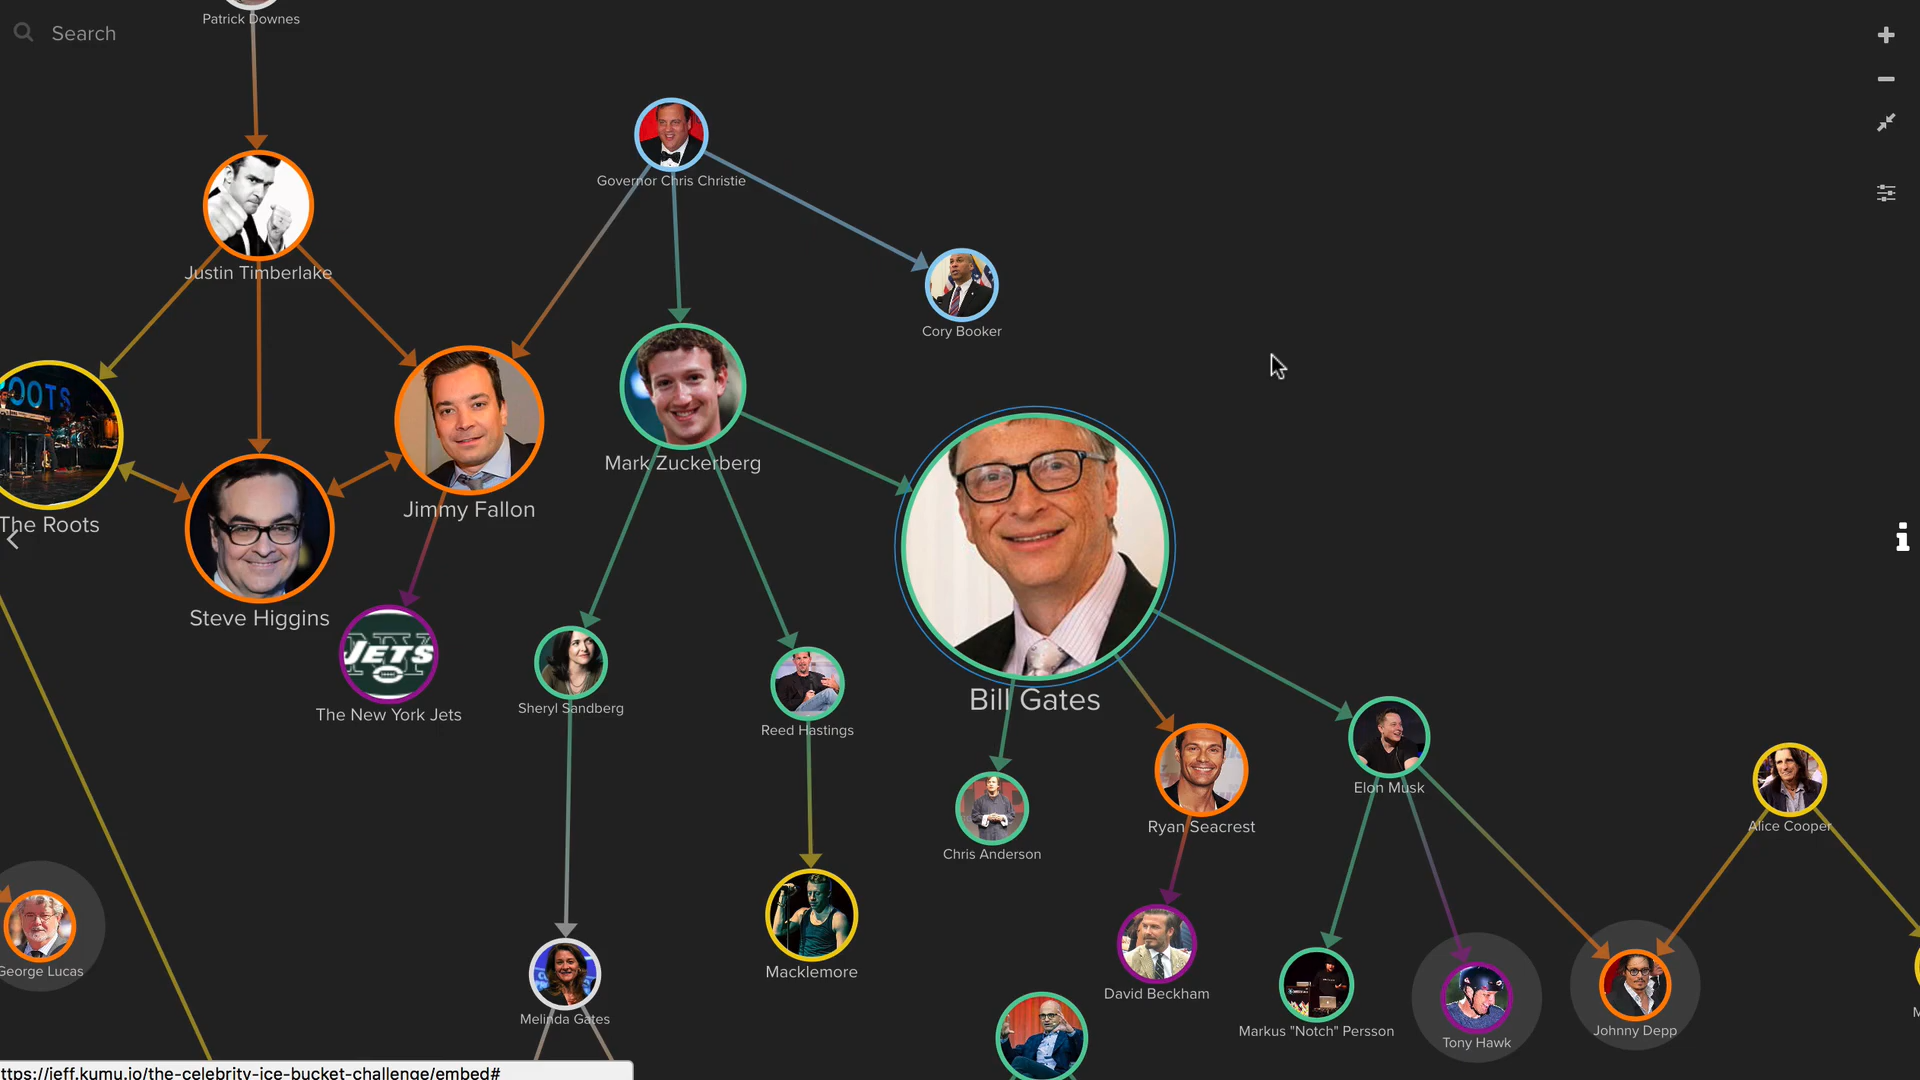 Patrick Downes
Search
Governor Chris Christie
Justin Timberlake
Cory Booker
ROOTS
Mark Zuckerberg
Jimmy Fallon
The Roots
Steve Higgins
NY
JETS
The New York Jets
Sheryl Sandberg
Bill Gates
Reed Hastings
Elon Musk
Ryan Seacrest
Alice Cooper
Chris Anderson
George Lucas
Macklemore
David Beckham
Melinda Gates
Markus "Notch" Persson
Johnny Depp
Tony Hawk
M
ttps://jeff.kumu.io/the-celebrity-ice-bucket-challenge/embed#